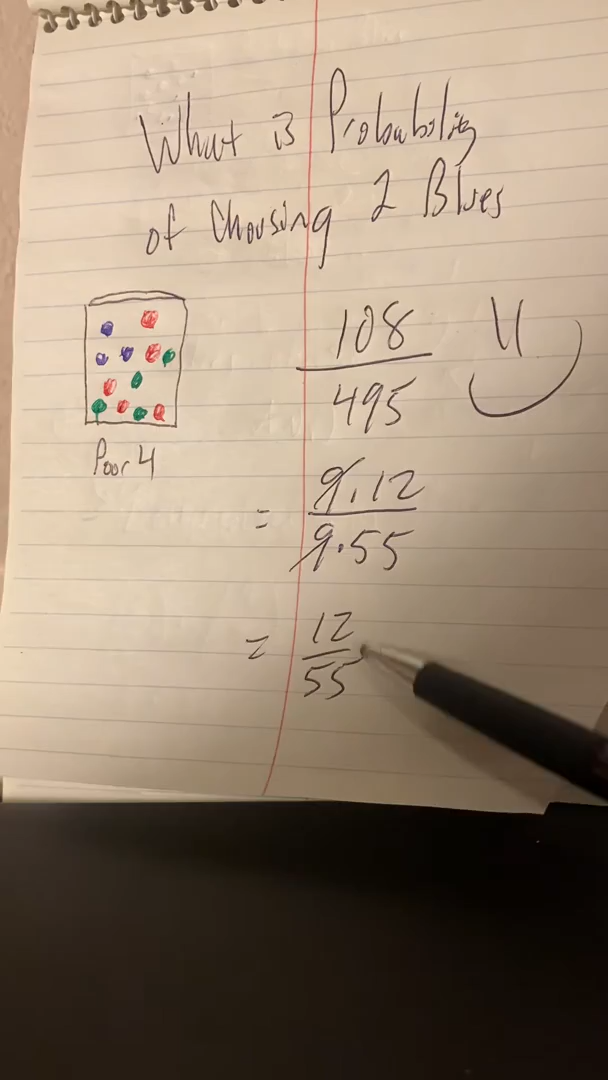 What is Probability
of Choosing 2 Blues
108
495
Poor 4
= 9.12
9.55
= 12
55